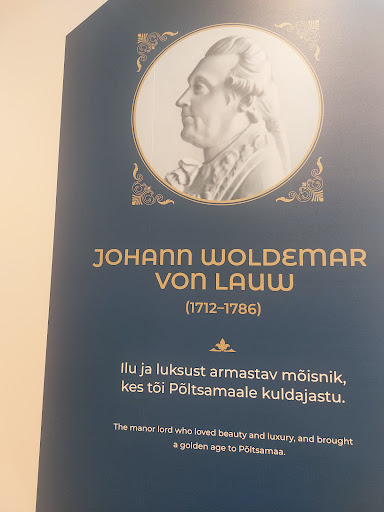 JOHANN WOLDEMAR
VON LAUW
(1712–1786)
Ilu ja luksust armastav mõisnik,
kes tõi Põltsamaale kuldajastu.
The manor lord who loved beauty and luxury, and brought
a golden age to Põltsamaa.